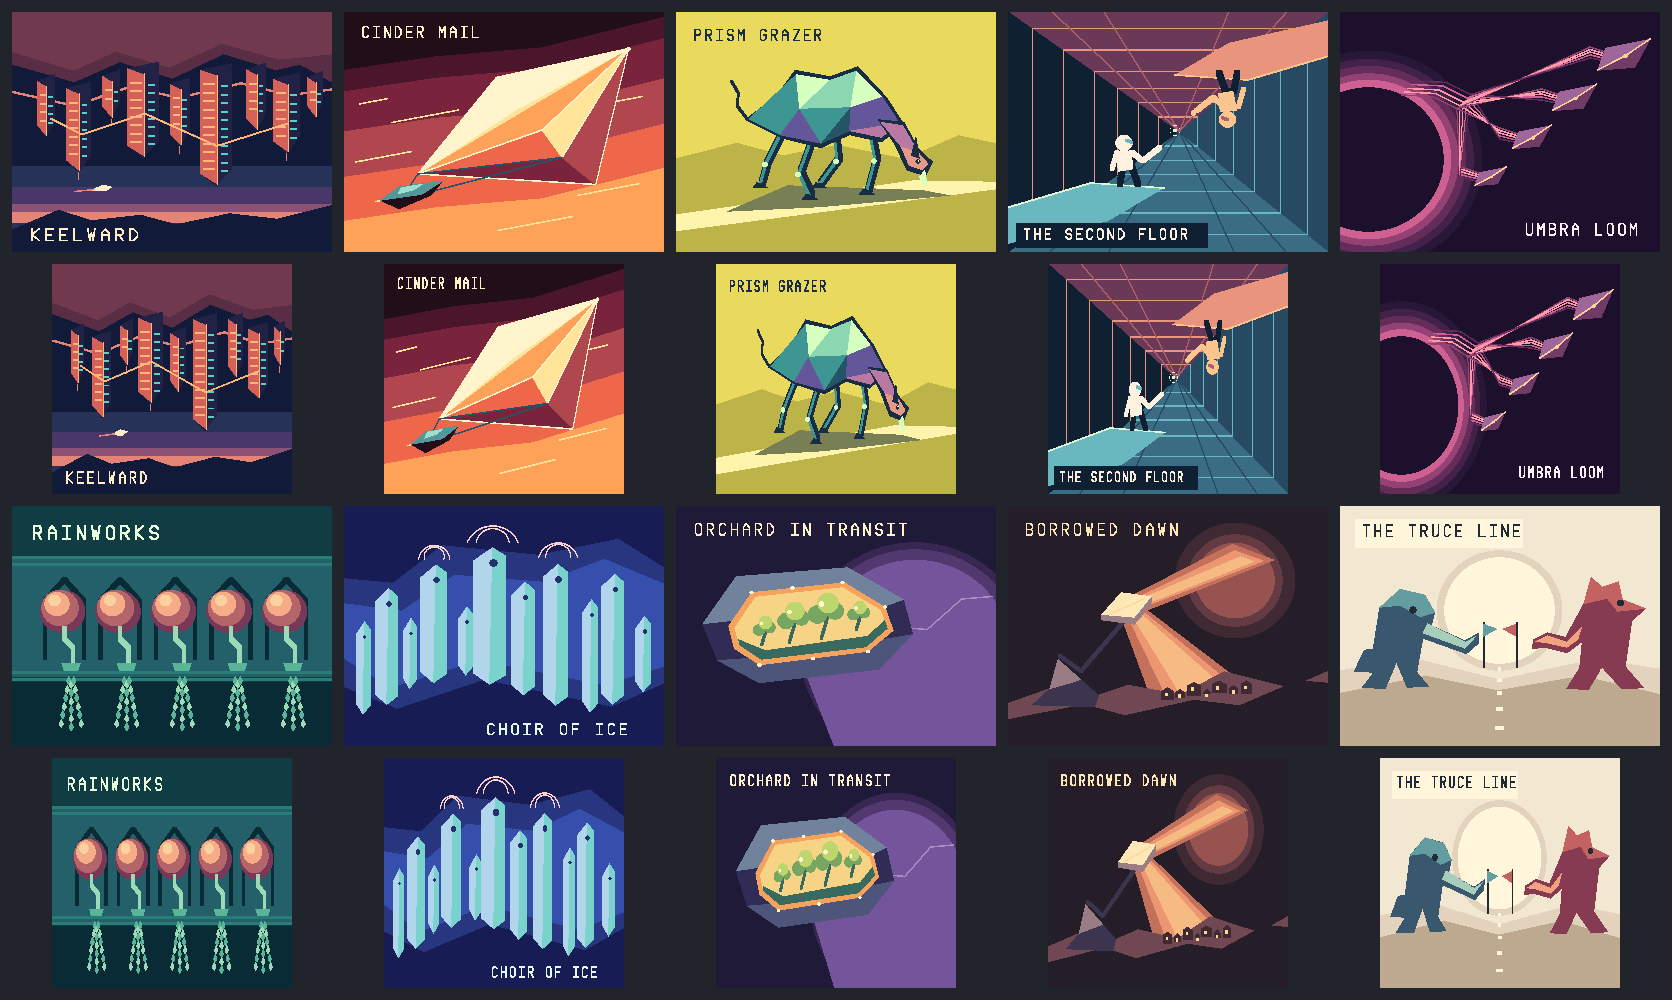 KEELWARD
CINDER MAIL
PRISM GRAZER
THE SECOND FLOOR
UMBRA LOOM
KEELWARD
CINDER MAIL
PRISM GRAZER
THE SECOND FLOOR
UMBRA LOOM
RAINWORKS
CHOIR OF ICE
ORCHARD IN TRANSIT
BORROWED DAWN
THE TRUCE LINE
RAINWORKS
CHOIR OF ICE
ORCHARD IN TRANSIT
BORROWED DAWN
THE TRUCE LINE